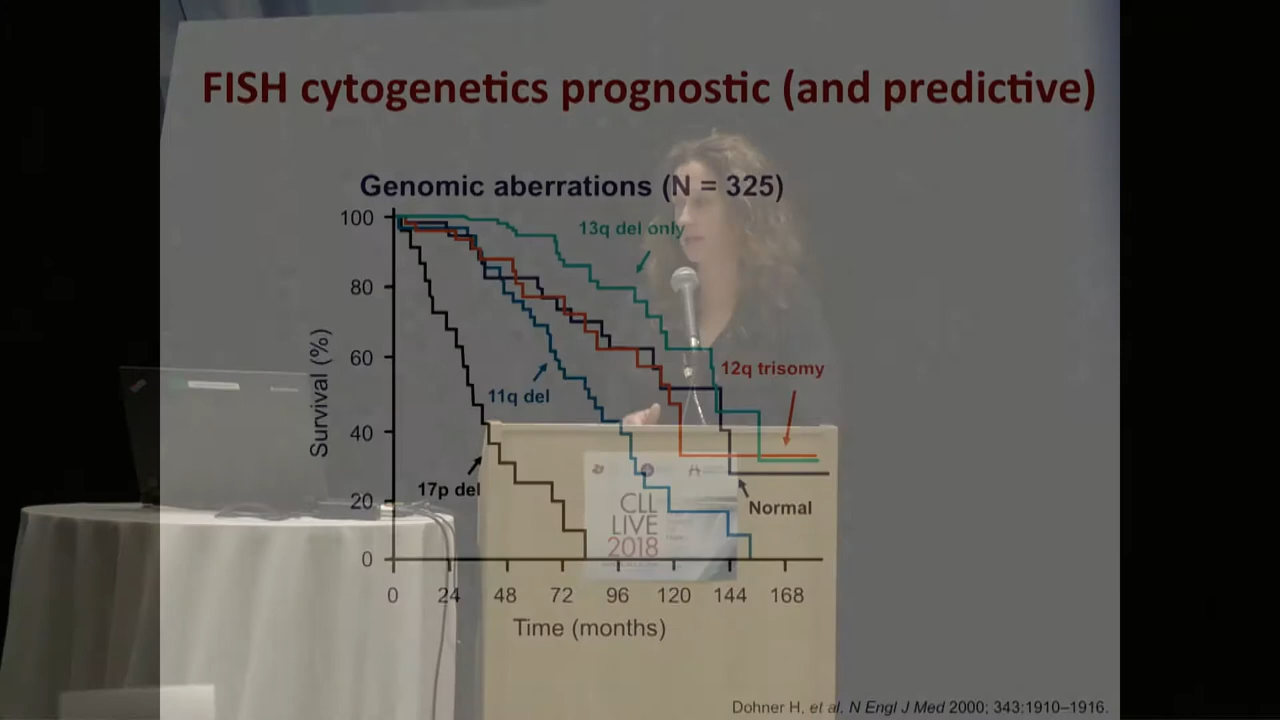 FISH cytogenetics prognostic (and predictive)
Genomic aberrations (N = 325)
100
80
60
40
20
0
Survival (%)
13q del only
12q trisomy
11q del
17p del
Normal
CLL
LIVE
2018
0 24 48 72 96 120 144 168
Time (months)
Dohner H, et al. N Engl J Med 2000; 343:1910–1916.